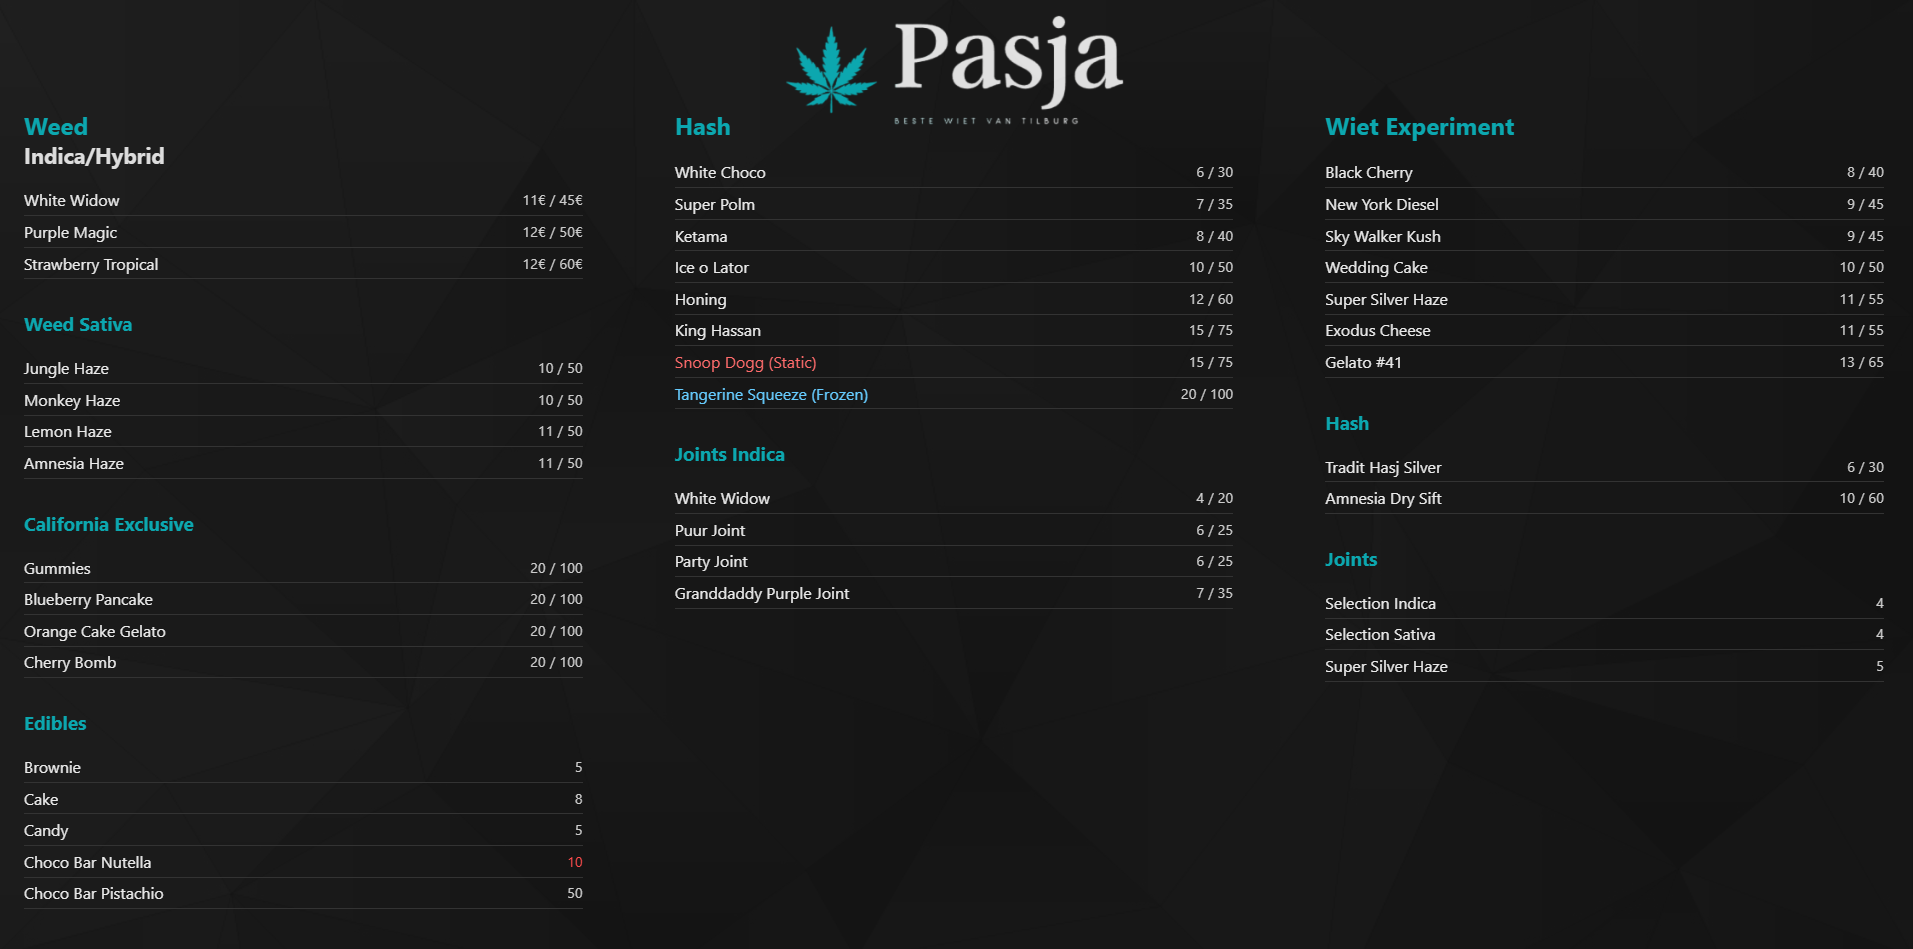 Pasja
BESTE WIET VAN TILBURG
Weed
Indica/Hybrid
White Widow 11€ / 45€
Purple Magic 12€ / 50€
Strawberry Tropical 12€ / 60€
Weed Sativa
Jungle Haze 10 / 50
Monkey Haze 10 / 50
Lemon Haze 11 / 50
Amnesia Haze 11 / 50
California Exclusive
Gummies 20 / 100
Blueberry Pancake 20 / 100
Orange Cake Gelato 20 / 100
Cherry Bomb 20 / 100
Edibles
Brownie 5
Cake 8
Candy 5
Choco Bar Nutella 10
Choco Bar Pistachio 50
Hash
White Choco 6 / 30
Super Polm 7 / 35
Ketama 8 / 40
Ice o Lator 10 / 50
Honing 12 / 60
King Hassan 15 / 75
Snoop Dogg (Static) 15 / 75
Tangerine Squeeze (Frozen) 20 / 100
Joints Indica
White Widow 4 / 20
Puur Joint 6 / 25
Party Joint 6 / 25
Granddaddy Purple Joint 7 / 35
Wiet Experiment
Black Cherry 8 / 40
New York Diesel 9 / 45
Sky Walker Kush 9 / 45
Wedding Cake 10 / 50
Super Silver Haze 11 / 55
Exodus Cheese 11 / 55
Gelato #41 13 / 65
Hash
Tradit Hasj Silver 6 / 30
Amnesia Dry Sift 10 / 60
Joints
Selection Indica 4
Selection Sativa 4
Super Silver Haze 5